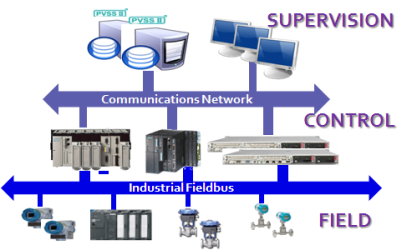 PVSS II
PVSS II
SUPERVISION
Communications Network
CONTROL
Industrial Fieldbus
FIELD